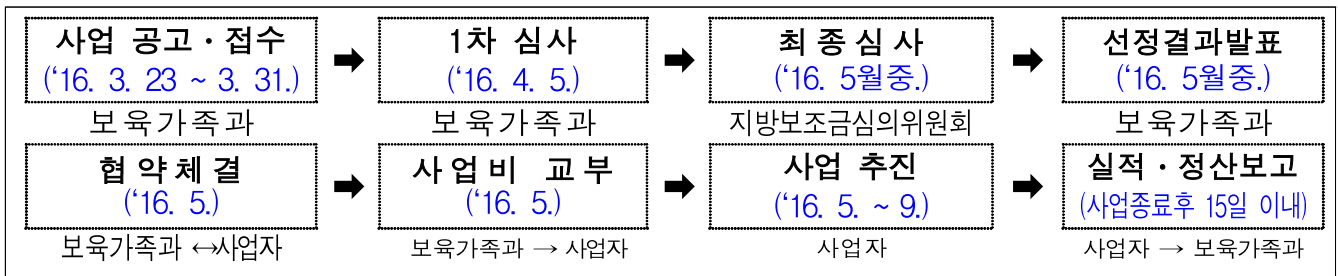 사업 공고·접수 ➡ 1차 심사 ➡ 최종심사 ➡ 선정결과발표
(‘16. 3. 23 ~ 3. 31.) (‘16. 4. 5.) (‘16. 5월중.) (‘16. 5월중.)
보육가족과 보육가족과 지방보조금심의위원회 보육가족과
협약체결 ➡ 사업비 교부 ➡ 사업 추진 ➡ 실적·정산보고
(‘16. 5.) (‘16. 5.) (‘16. 5. ~ 9.) (사업종료후 15일 이내)
보육가족과 ↔사업자 보육가족과 → 사업자 사업자 사업자 → 보육가족과